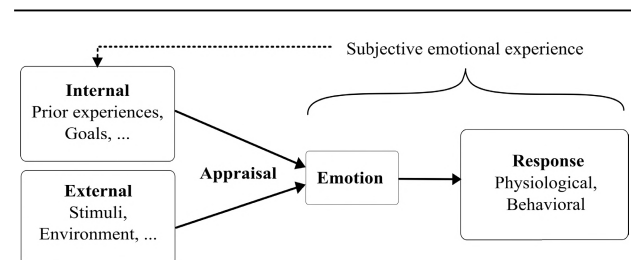 Subjective emotional experience
Internal
Prior experiences,
Goals, ...
Appraisal
External
Stimuli,
Environment, ...
Emotion
Response
Physiological,
Behavioral